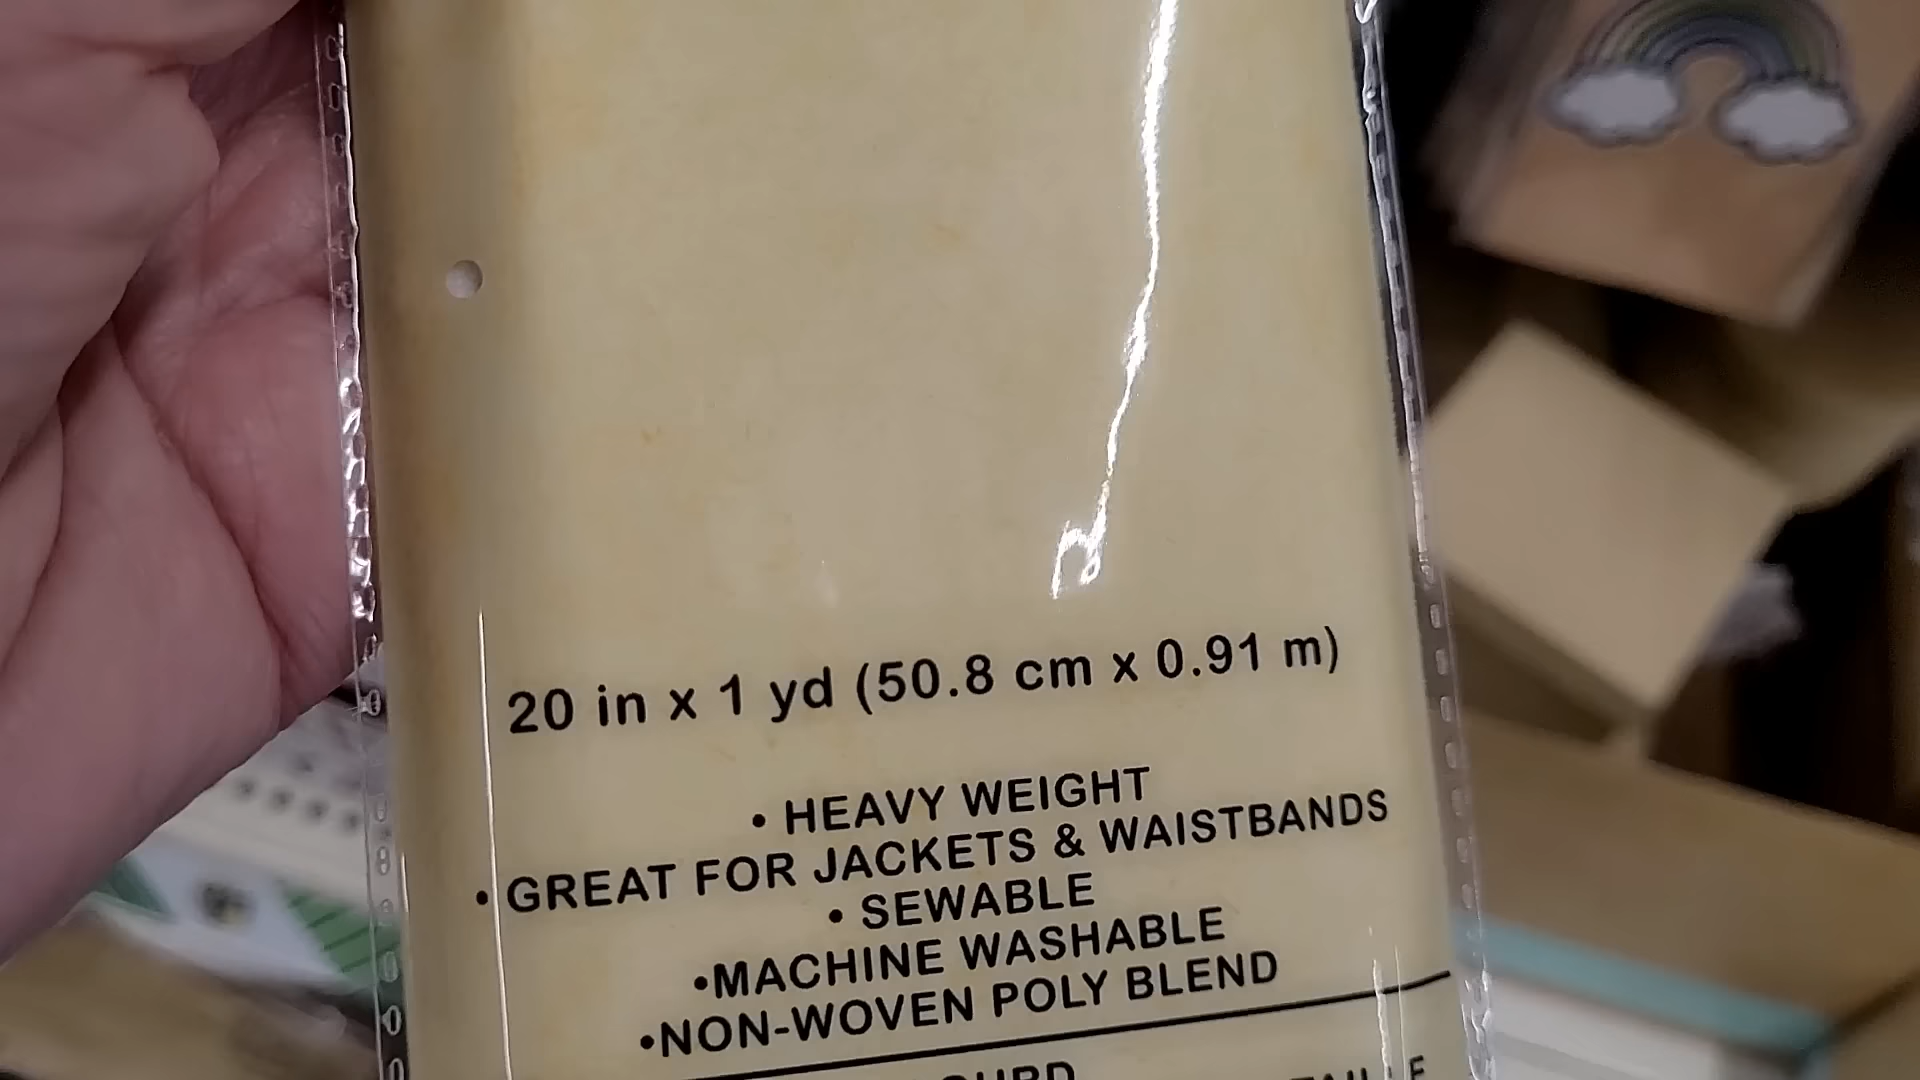 20 in x 1 yd (50.8 cm x 0.91 m)
• HEAVY WEIGHT
• GREAT FOR JACKETS & WAISTBANDS
• SEWABLE
•MACHINE WASHABLE
•NON-WOVEN POLY BLEND